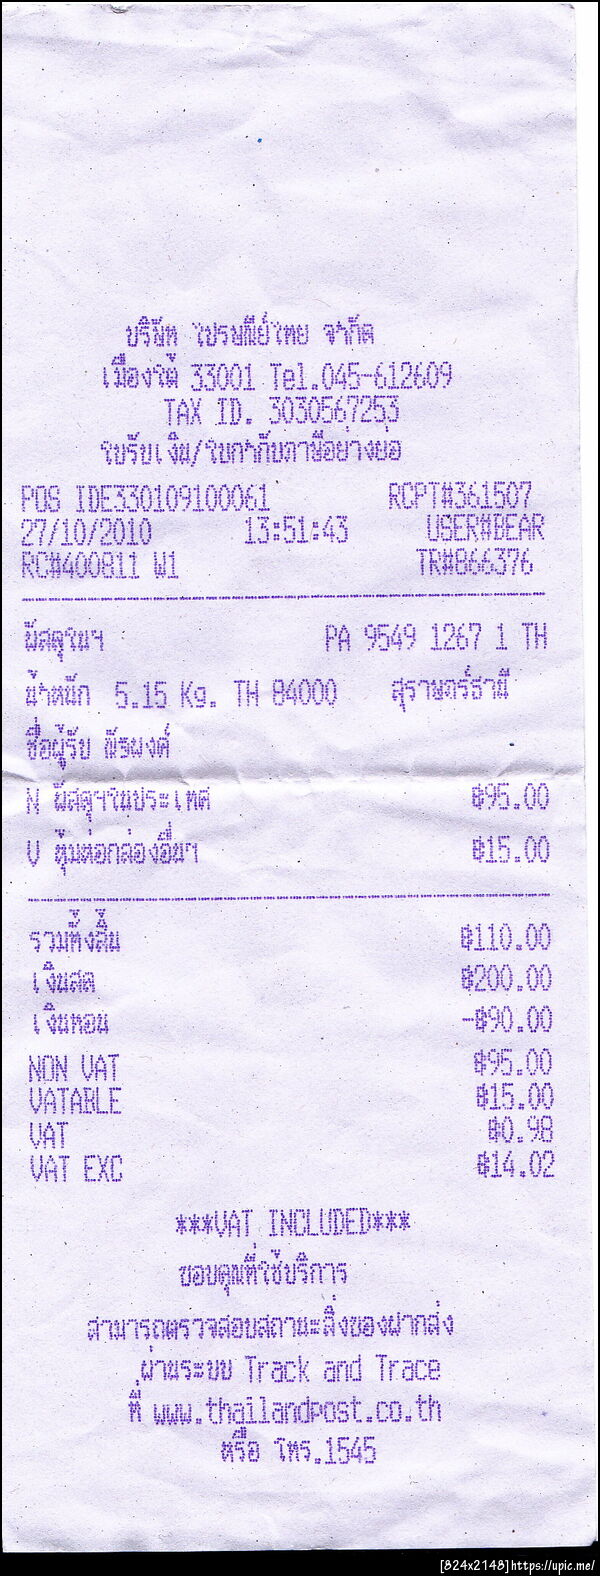 บริษัท ไปรษณีย์ไทย จำกัด
เมืองใต้ 33001 Tel.045-612609
TAX ID. 3030567253
ใบรับเงิน/ใบกำกับภาษีอย่างย่อ
POS IDE330109100061 RCPT#361507
27/10/2010 13:51:43 USER#BEAR
RC#400811 W1 TR#866376
พัสดุในฯ PA 9549 1267 1 TH
น้ำหนัก 5.15 Kg. TH 84000 สุราษฎร์ธานี
ชื่อผู้รับ ณัฐพงศ์
N พัสดุฯในประเทศ ฿95.00
V หุ้มห่อกล่องอื่นฯ ฿15.00
รวมทั้งสิ้น ฿110.00
เงินสด ฿200.00
เงินทอน -฿90.00
NON VAT ฿95.00
VATABLE ฿15.00
VAT ฿0.98
VAT EXC ฿14.02
***VAT INCLUDED***
ขอบคุณที่ใช้บริการ
สามารถตรวจสอบสถานะสิ่งของฝากส่ง
ผ่านระบบ Track and Trace
ที่ www.thailandpost.co.th
หรือ โทร.1545
[824x2148]https://upic.me/